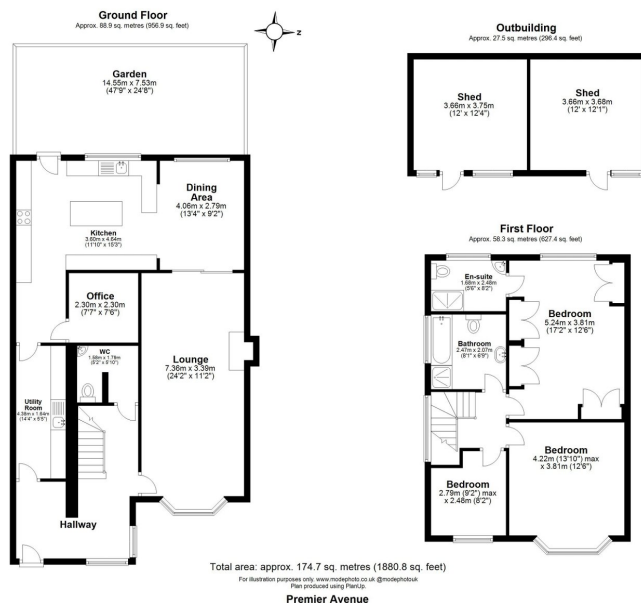 Ground Floor
Approx. 88.9 sq. metres (956.9 sq. feet)
N
Garden
14.55m x 7.53m
(47'9" x 24'8")
Dining
Area
4.06m x 2.79m
(13'4" x 9'2")
Kitchen
3.60m x 4.64m
(11'10" x 15'3")
Office
2.30m x 2.30m
(7'7" x 7'6")
WC
1.58m x 1.78m
(5'2" x 5'10")
Lounge
7.36m x 3.39m
(24'2" x 11'2")
Utility
Room
4.38m x 1.64m
(14'4" x 5'5")
Hallway
Outbuilding
Approx. 27.5 sq. metres (296.4 sq. feet)
Shed
3.66m x 3.75m
(12' x 12'4")
Shed
3.66m x 3.68m
(12' x 12'1")
First Floor
Approx. 58.3 sq. metres (627.4 sq. feet)
En-suite
1.68m x 2.48m
(5'6" x 8'2")
Bedroom
5.24m x 3.81m
(17'2" x 12'6")
Bathroom
2.47m x 2.07m
(8'1" x 6'9")
Bedroom
4.22m (13'10") max
x 3.81m (12'6")
Bedroom
2.79m (9'2") max
x 2.48m (8'2")
Total area: approx. 174.7 sq. metres (1880.8 sq. feet)
For illustration purposes only. www.modephoto.co.uk @modephotouk
Plan produced using PlanUp.
Premier Avenue